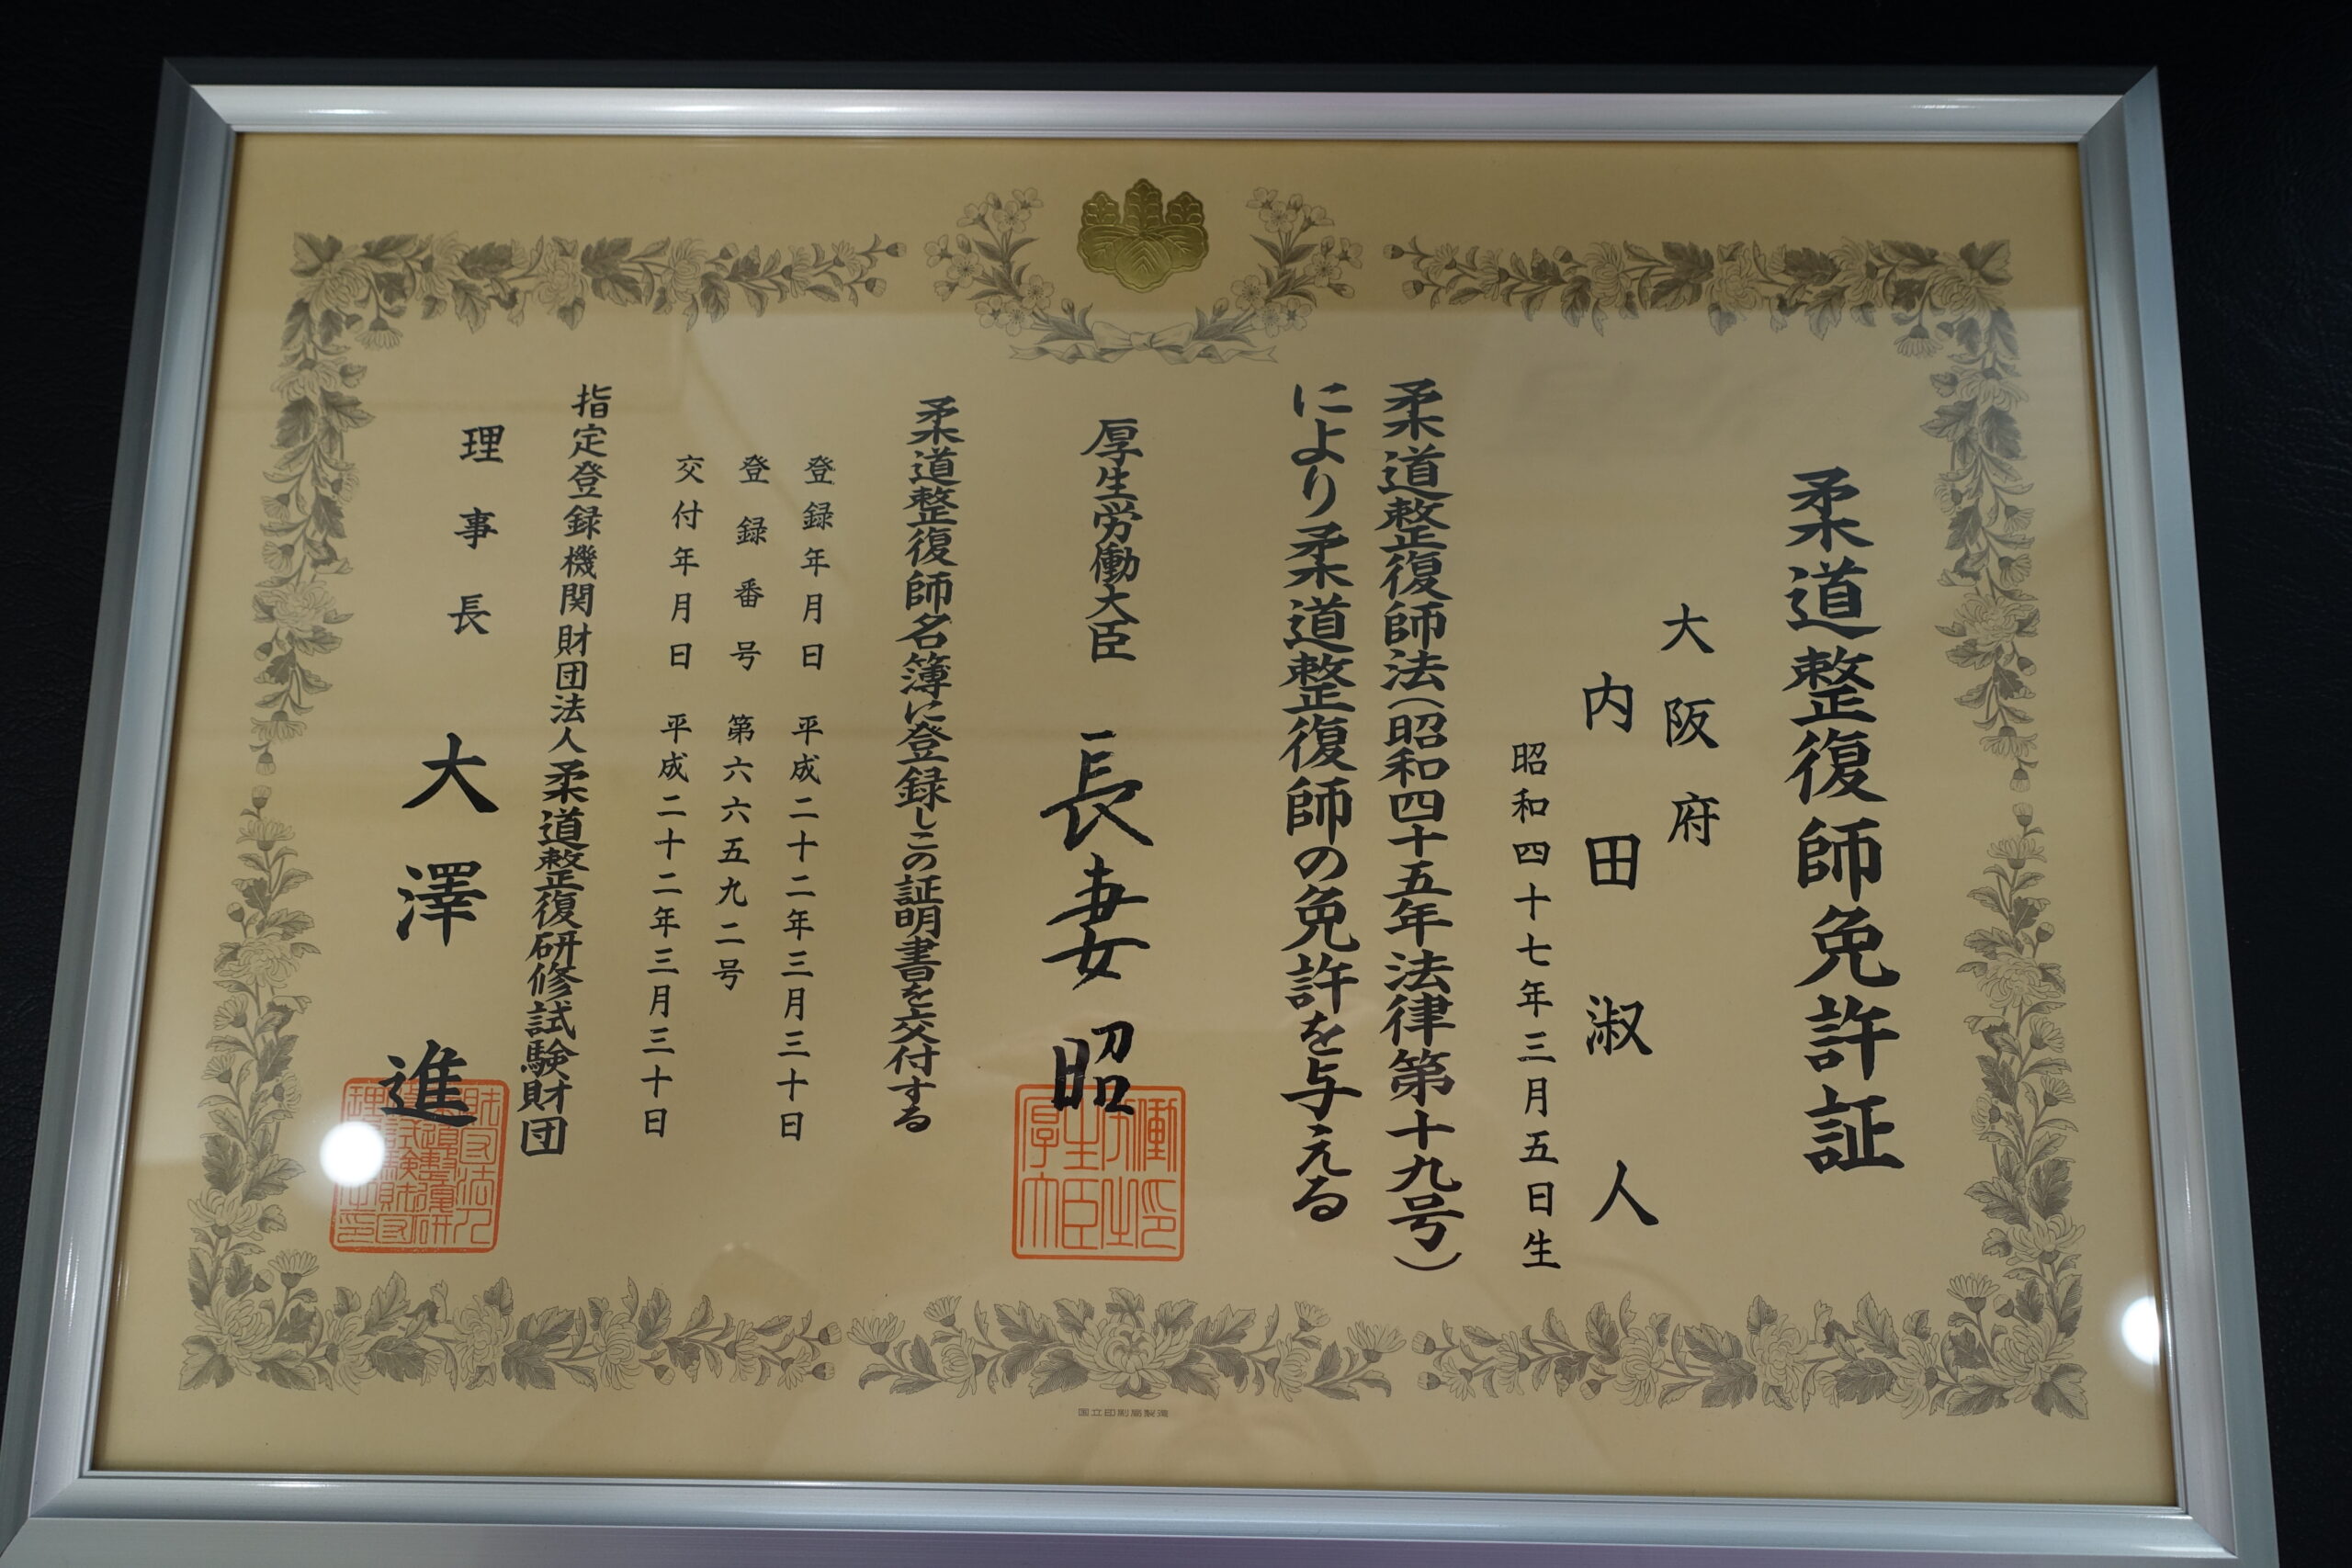 柔道整復師免許証
大阪府
内田淑人
昭和四十七年三月五日生
柔道整復師法(昭和四十五年法律第十九号)
により柔道整復師の免許を与える
厚生労働大臣 長妻昭
柔道整復師名簿に登録しこの証明書を交付する
登録年月日 平成二十二年三月三十日
登録番号 第六六五九二号
交付年月日 平成二十二年三月三十日
指定登録機関財団法人柔道整復研修試験財団
理事長 大澤進
厚生労働大臣之印
国立印刷局製造